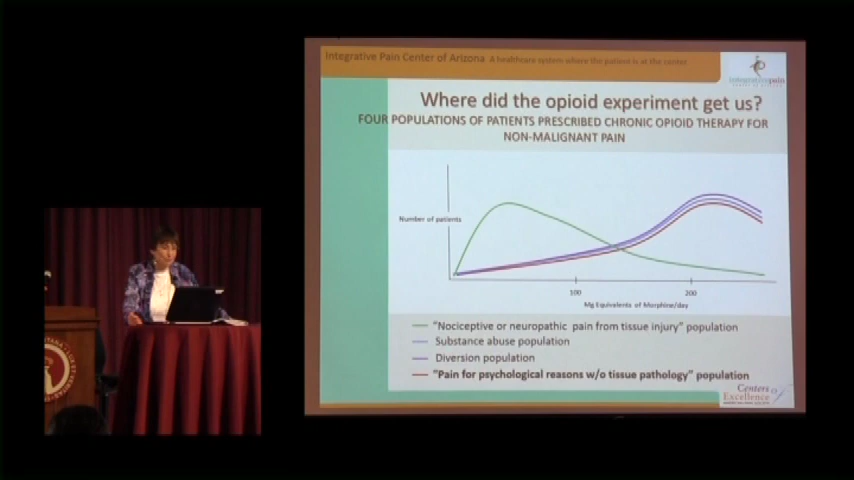 Integrative Pain Center of Arizona A healthcare system where the patient is at the center
integrativepain
Where did the opioid experiment get us?
FOUR POPULATIONS OF PATIENTS PRESCRIBED CHRONIC OPIOID THERAPY FOR
NON-MALIGNANT PAIN
Number of patients
100
200
Mg Equivalents of Morphine/day
"Nociceptive or neuropathic pain from tissue injury" population
Substance abuse population
Diversion population
"Pain for psychological reasons w/o tissue pathology" population
Centers of
Excellence